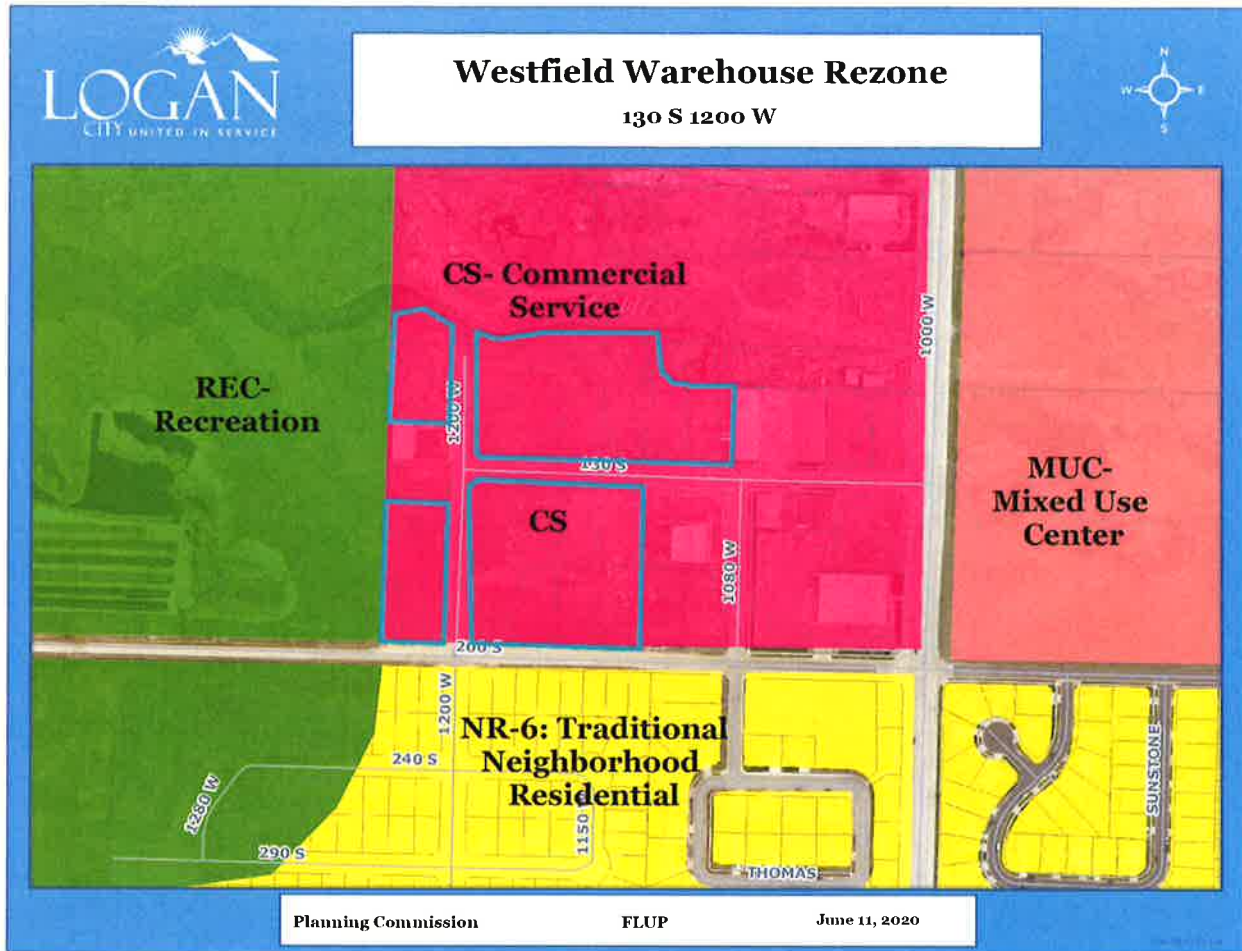 LOGAN
CITY UNITED IN SERVICE
Westfield Warehouse Rezone
130 S 1200 W
N
W E
S
CS- Commercial
Service
REC-
Recreation
1200 W
1000 W
130 S
CS
MUC-
Mixed Use
Center
1080 W
200 S
1200 W
NR-6: Traditional
Neighborhood
Residential
240 S
1280 W
1150 W
290 S
THOMAS
SUNSTONE
Planning Commission FLUP June 11, 2020